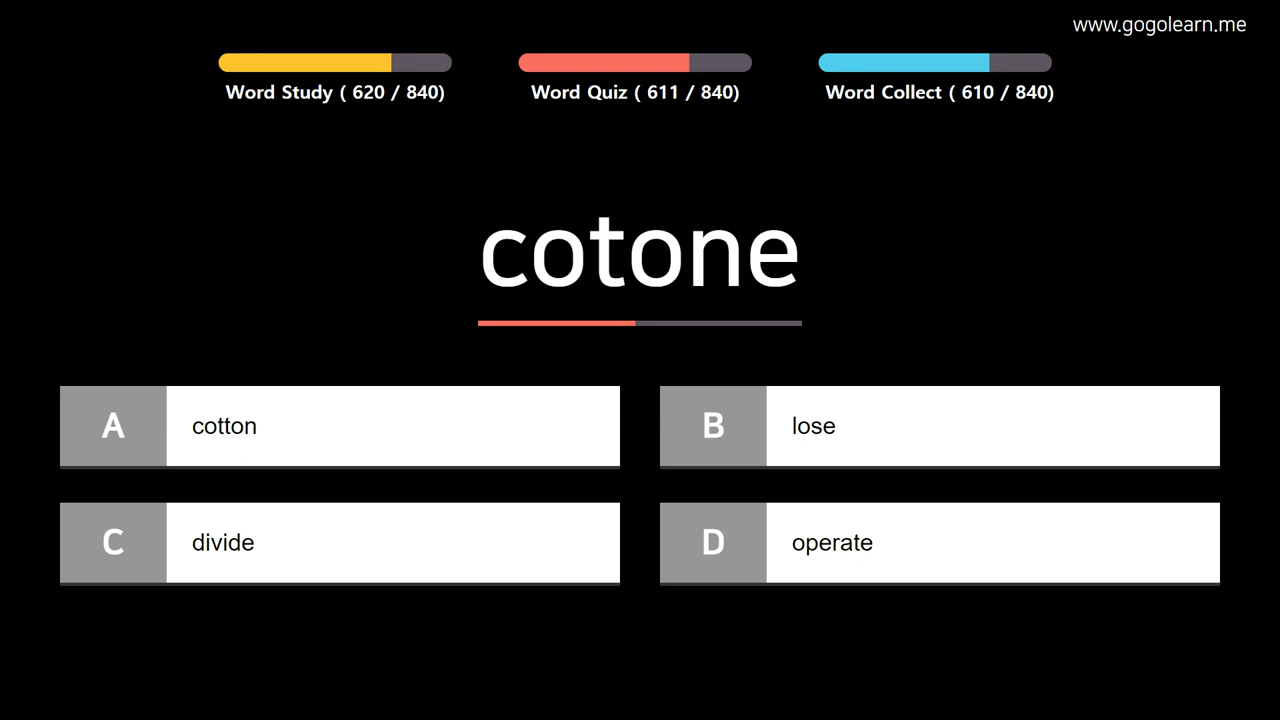 www.gogolearn.me
Word Study ( 620 / 840)
Word Quiz ( 611 / 840)
Word Collect ( 610 / 840)
cotone
A cotton
B lose
C divide
D operate